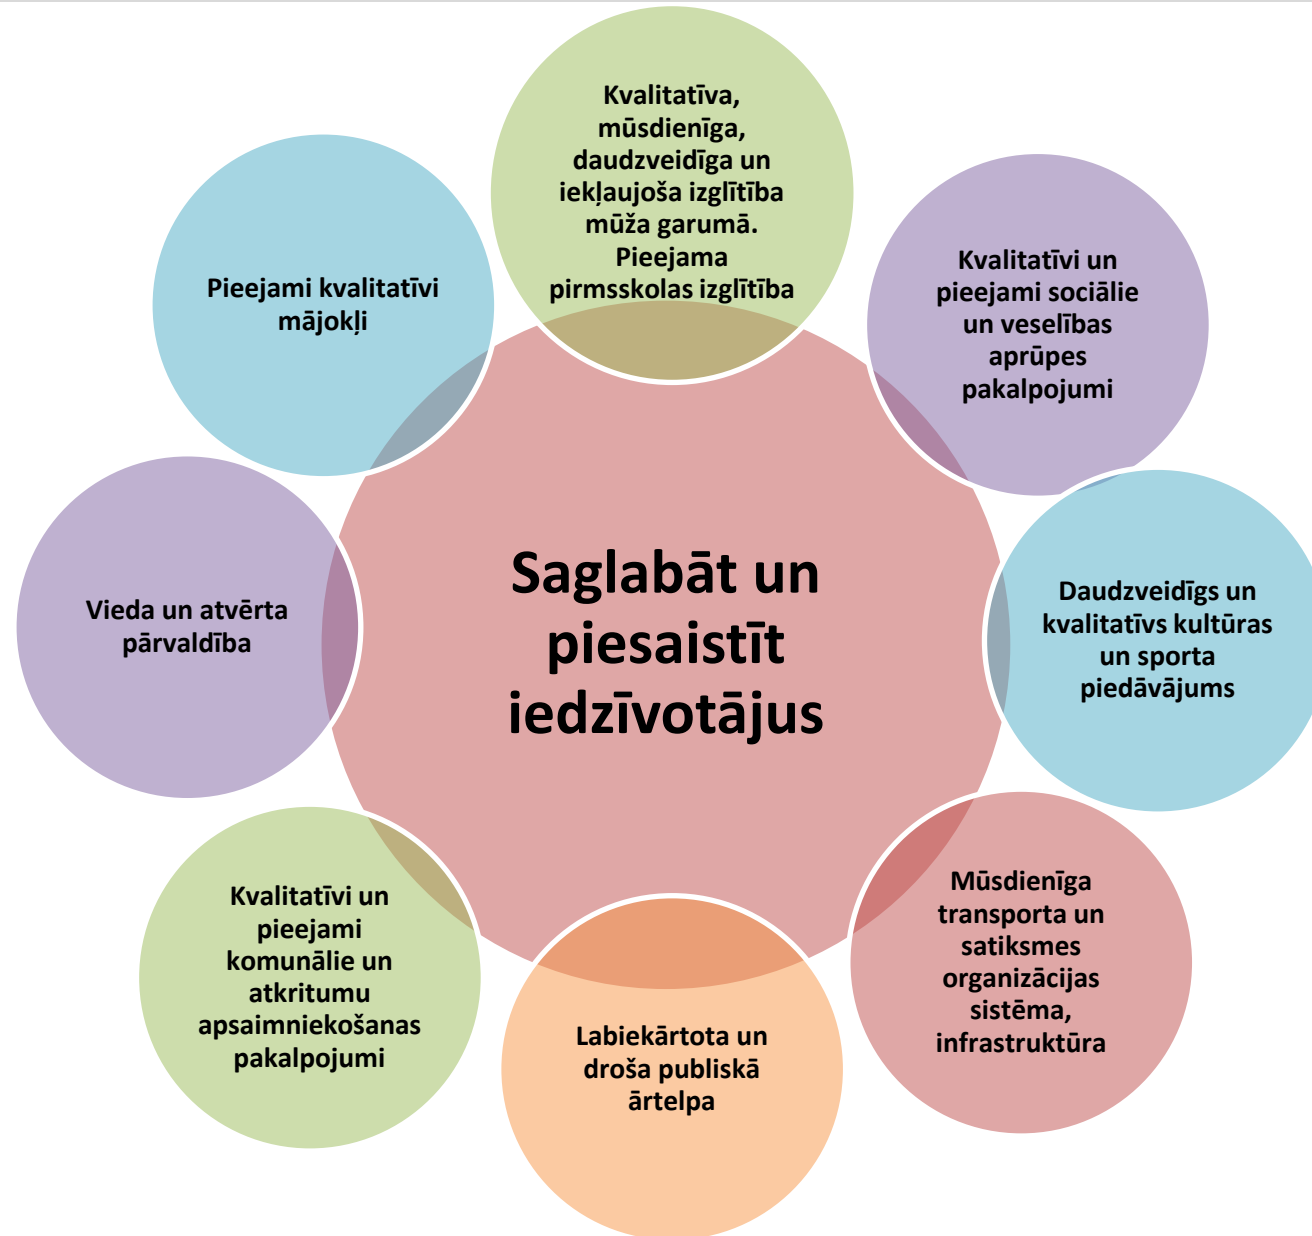 Kvalitatīva,
mūsdienīga,
daudzveidīga un
iekļaujoša izglītība
mūža garumā.
Pieejama
pirmsskolas izglītība
Kvalitatīvi un
pieejami sociālie
un veselības
aprūpes
pakalpojumi
Daudzveidīgs un
kvalitatīvs kultūras
un sporta
piedāvājums
Mūsdienīga
transporta un
satiksmes
organizācijas
sistēma,
infrastruktūra
Labiekārtota un
droša publiskā
ārtelpa
Kvalitatīvi un
pieejami
komunālie un
atkritumu
apsaimniekošanas
pakalpojumi
Vieda un atvērta
pārvaldība
Pieejami kvalitatīvi
mājokļi
Saglabāt un
piesaistīt
iedzīvotājus